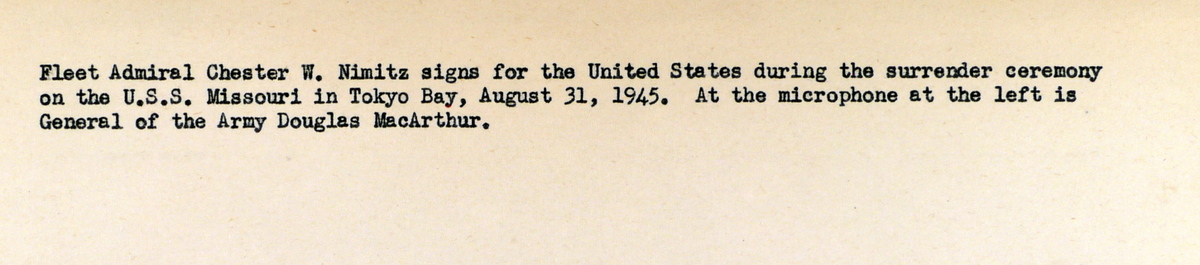 Fleet Admiral Chester W. Nimitz signs for the United States during the surrender ceremony
on the U.S.S. Missouri in Tokyo Bay, August 31, 1945.  At the microphone at the left is
General of the Army Douglas MacArthur.